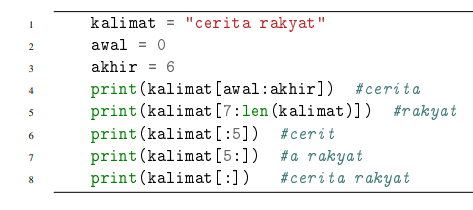 1 kalimat = "cerita rakyat"
2 awal = 0
3 akhir = 6
4 print(kalimat[awal:akhir]) #cerita
5 print(kalimat[7:len(kalimat)]) #rakyat
6 print(kalimat[:5]) #cerit
7 print(kalimat[5:]) #a rakyat
8 print(kalimat[:]) #cerita rakyat